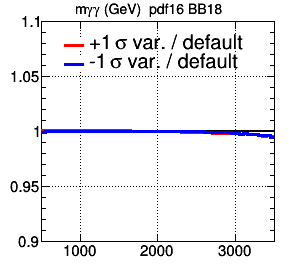 mγγ (GeV) pdf16 BB18
1.1
+1 σ var. / default
-1 σ var. / default
1.05
1
0.95
0.9
1000 2000 3000